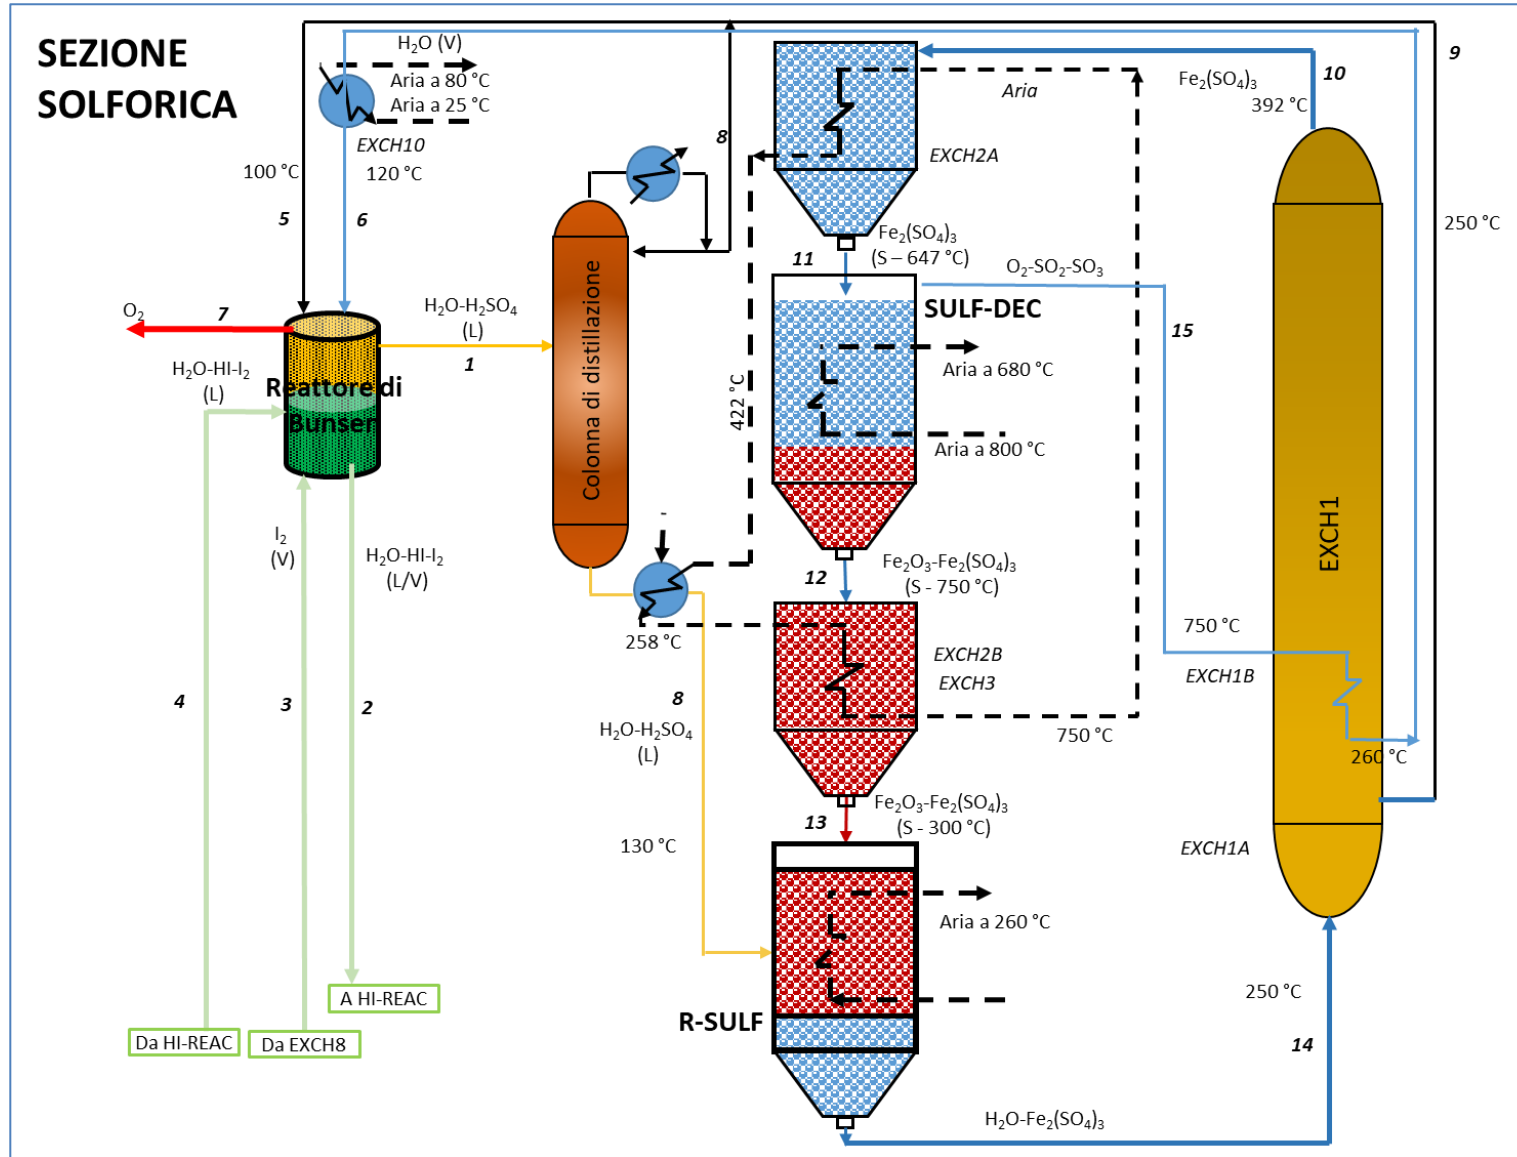 SEZIONE
SOLFORICA
H₂O (V)
Aria a 80 °C
Aria a 25 °C
EXCH10
120 °C
100 °C
5
6
8
Aria
EXCH2A
Fe₂(SO₄)₃
392 °C
10
9
250 °C
Fe₂(SO₄)₃
(S – 647 °C)
11
O₂-SO₂-SO₃
SULF-DEC
15
O₂
7
H₂O-H₂SO₄
(L)
1
H₂O-HI-I₂
(L)
Reattore di
Bunsen
Colonna di distillazione
422 °C
Aria a 680 °C
Aria a 800 °C
I₂
(V)
H₂O-HI-I₂
(L/V)
-
12
Fe₂O₃-Fe₂(SO₄)₃
(S - 750 °C)
258 °C
EXCH2B
EXCH3
750 °C
750 °C
EXCH1B
260 °C
EXCH1
4
3
2
8
H₂O-H₂SO₄
(L)
13
Fe₂O₃-Fe₂(SO₄)₃
(S - 300 °C)
130 °C
EXCH1A
Aria a 260 °C
A HI-REAC
Da HI-REAC
Da EXCH8
R-SULF
250 °C
14
H₂O-Fe₂(SO₄)₃